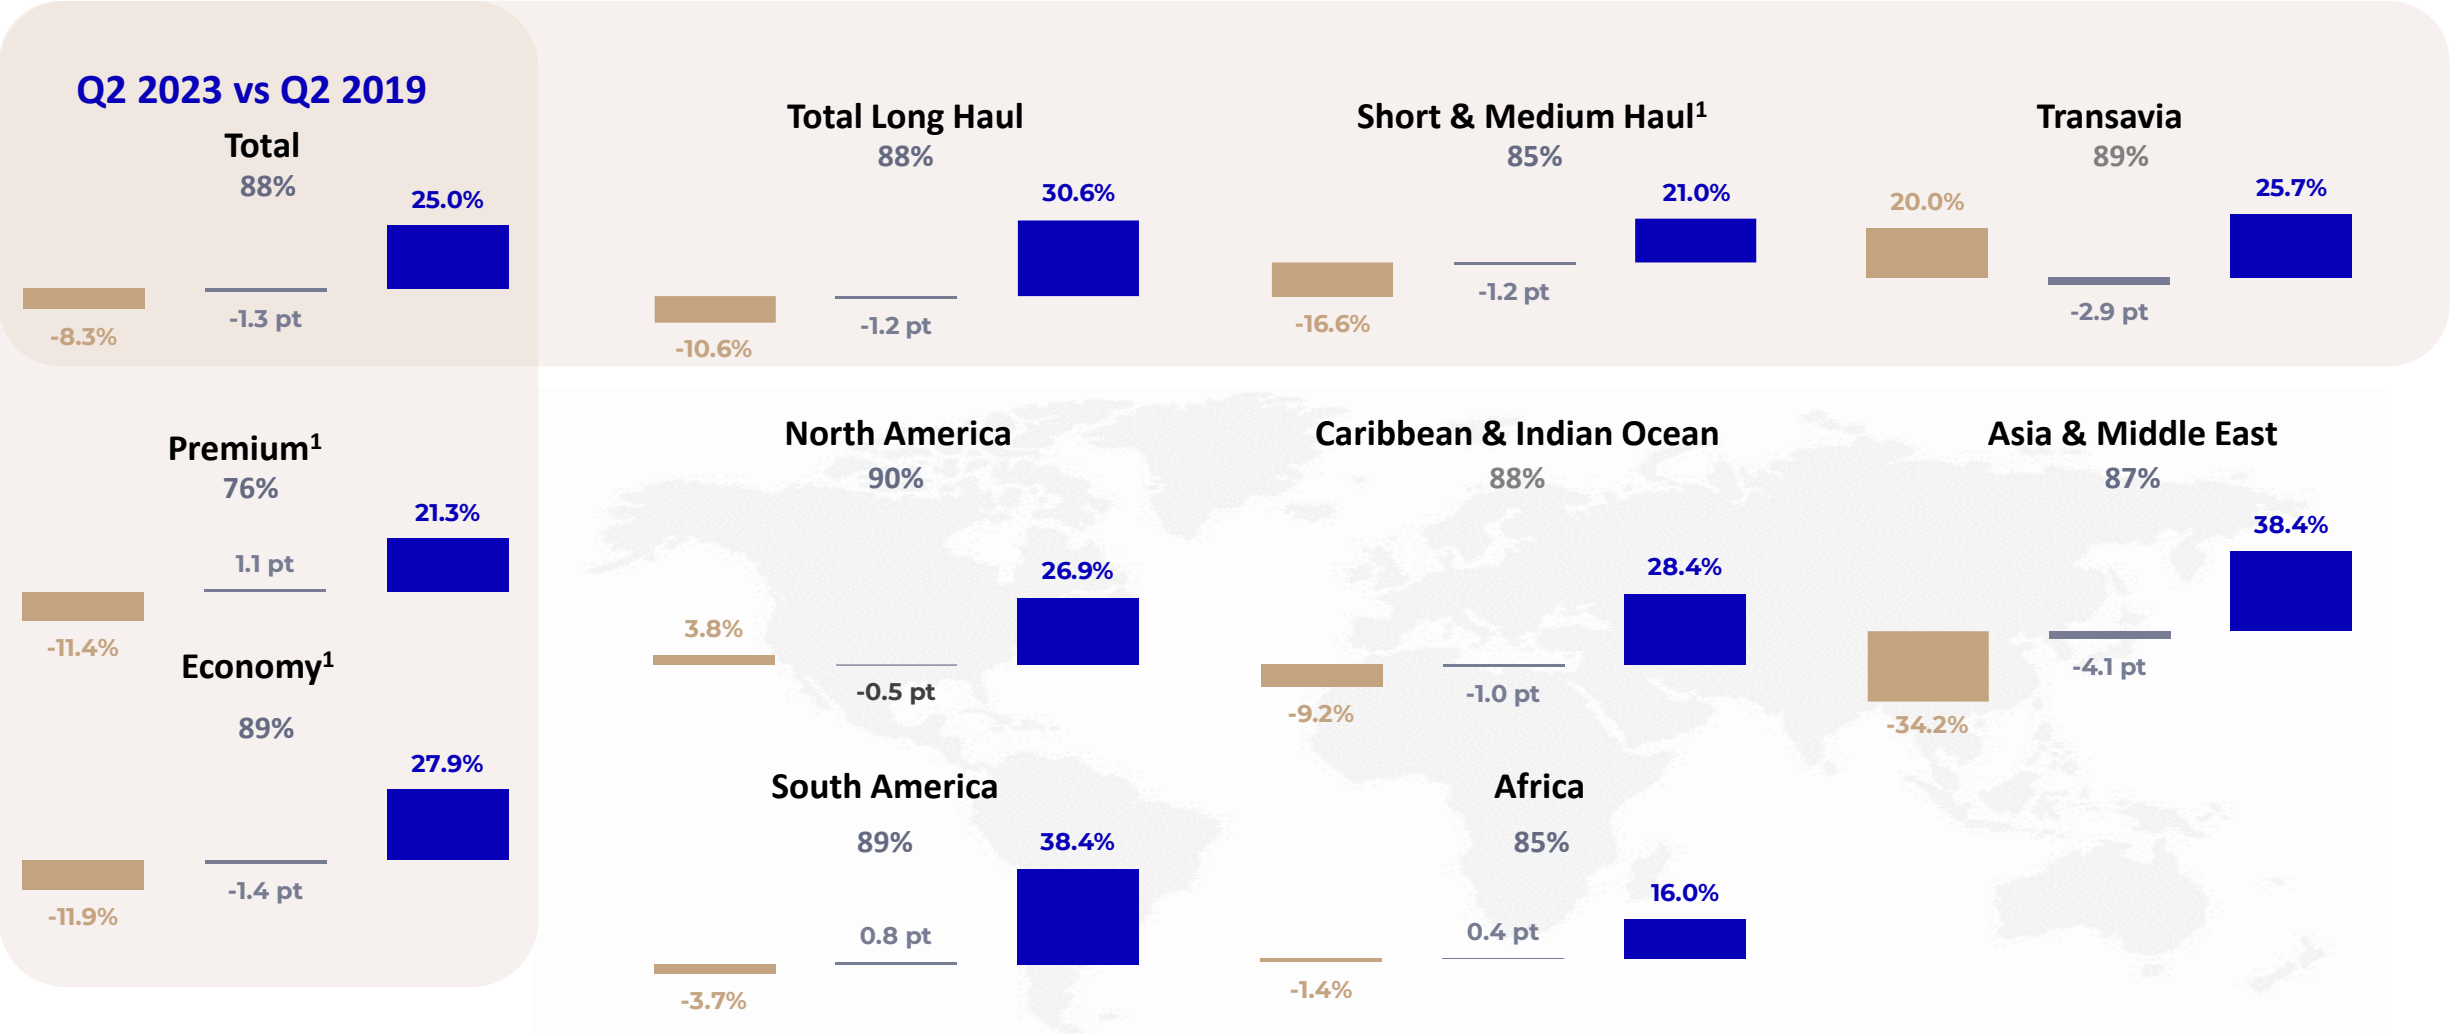 Q2 2023 vs Q2 2019
Total
88%
25.0%
-1.3 pt
-8.3%
Total Long Haul
88%
30.6%
-1.2 pt
-10.6%
Short & Medium Haul¹
85%
21.0%
-1.2 pt
-16.6%
Transavia
89%
20.0%
25.7%
-2.9 pt
Premium¹
76%
21.3%
1.1 pt
-11.4%
Economy¹
89%
27.9%
-1.4 pt
-11.9%
North America
90%
26.9%
3.8%
-0.5 pt
Caribbean & Indian Ocean
88%
28.4%
-1.0 pt
-9.2%
Asia & Middle East
87%
38.4%
-4.1 pt
-34.2%
South America
89%
38.4%
0.8 pt
-3.7%
Africa
85%
16.0%
0.4 pt
-1.4%